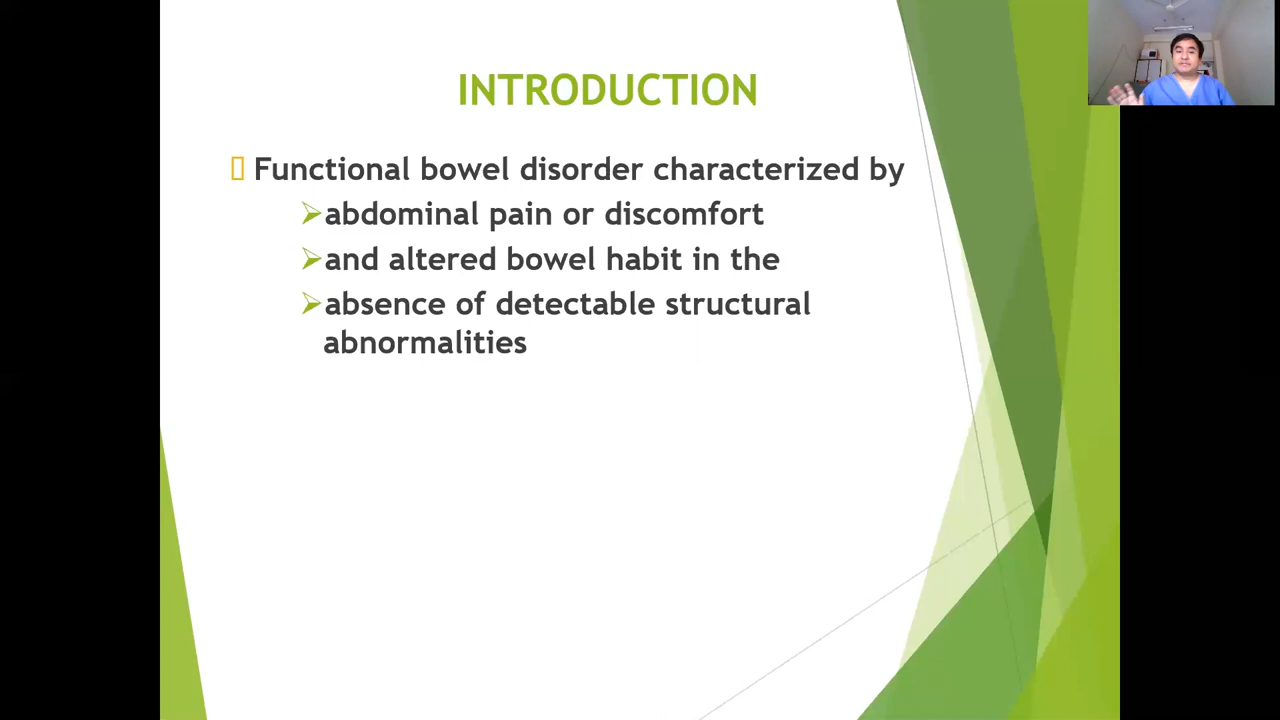 INTRODUCTION
Functional bowel disorder characterized by
abdominal pain or discomfort
and altered bowel habit in the
absence of detectable structural
abnormalities